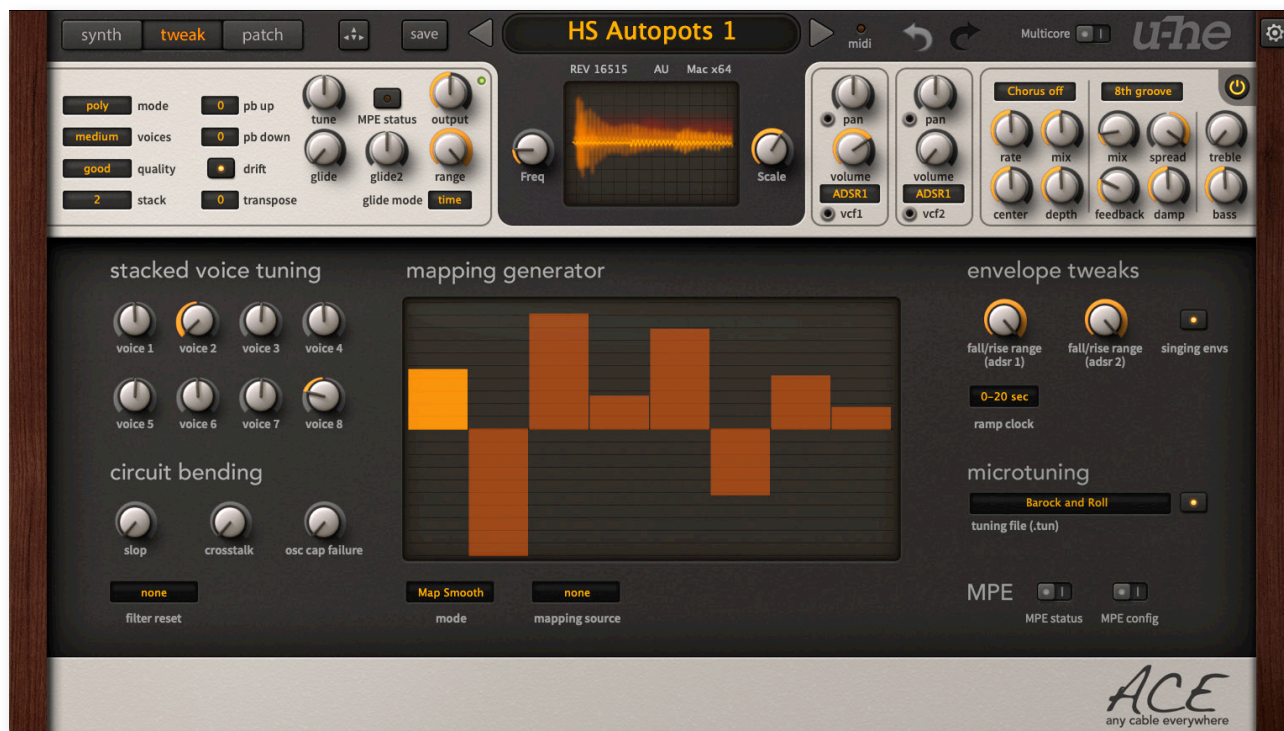 synth tweak patch save HS Autopots 1 midi Multicore u-he
REV 16515 AU Mac x64
poly mode 0 pb up
medium voices 0 pb down
good quality drift
2 stack 0 transpose
tune MPE status output
glide glide2 range
glide mode time
Freq Scale
pan pan
volume volume
ADSR1 ADSR1
vcf1 vcf2
Chorus off 8th groove
rate mix mix spread treble
center depth feedback damp bass
stacked voice tuning
voice 1 voice 2 voice 3 voice 4
voice 5 voice 6 voice 7 voice 8
circuit bending
slop crosstalk osc cap failure
none
filter reset
mapping generator
Map Smooth none
mode mapping source
envelope tweaks
fall/rise range fall/rise range singing envs
(adsr 1) (adsr 2)
0-20 sec
ramp clock
microtuning
Barock and Roll
tuning file (.tun)
MPE
MPE status MPE config
ACE
any cable everywhere